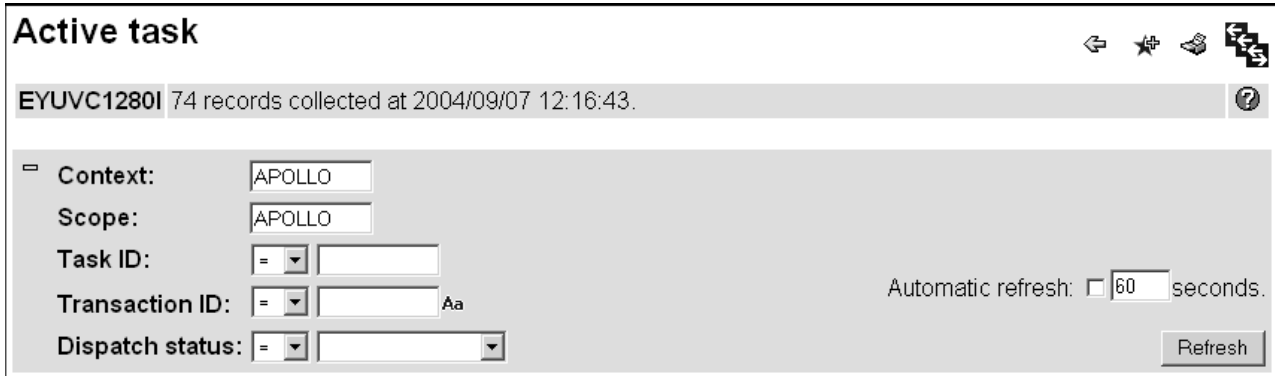 Active task
EYUVC1280I 74 records collected at 2004/09/07 12:16:43.
Context: APOLLO
Scope: APOLLO
Task ID: =
Transaction ID: = Aa
Automatic refresh: 60 seconds.
Dispatch status: =
Refresh